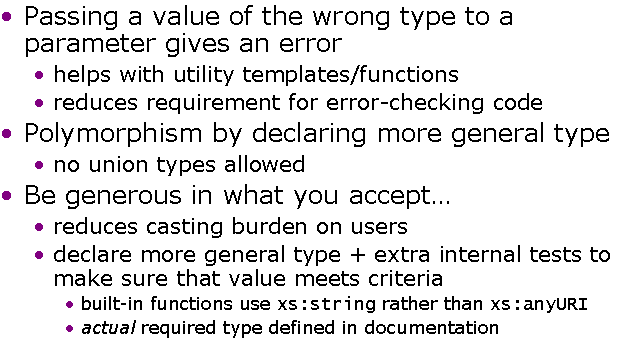 • Passing a value of the wrong type to a
parameter gives an error
• helps with utility templates/functions
• reduces requirement for error-checking code
• Polymorphism by declaring more general type
• no union types allowed
• Be generous in what you accept…
• reduces casting burden on users
• declare more general type + extra internal tests to
make sure that value meets criteria
• built-in functions use xs:string rather than xs:anyURI
• actual required type defined in documentation